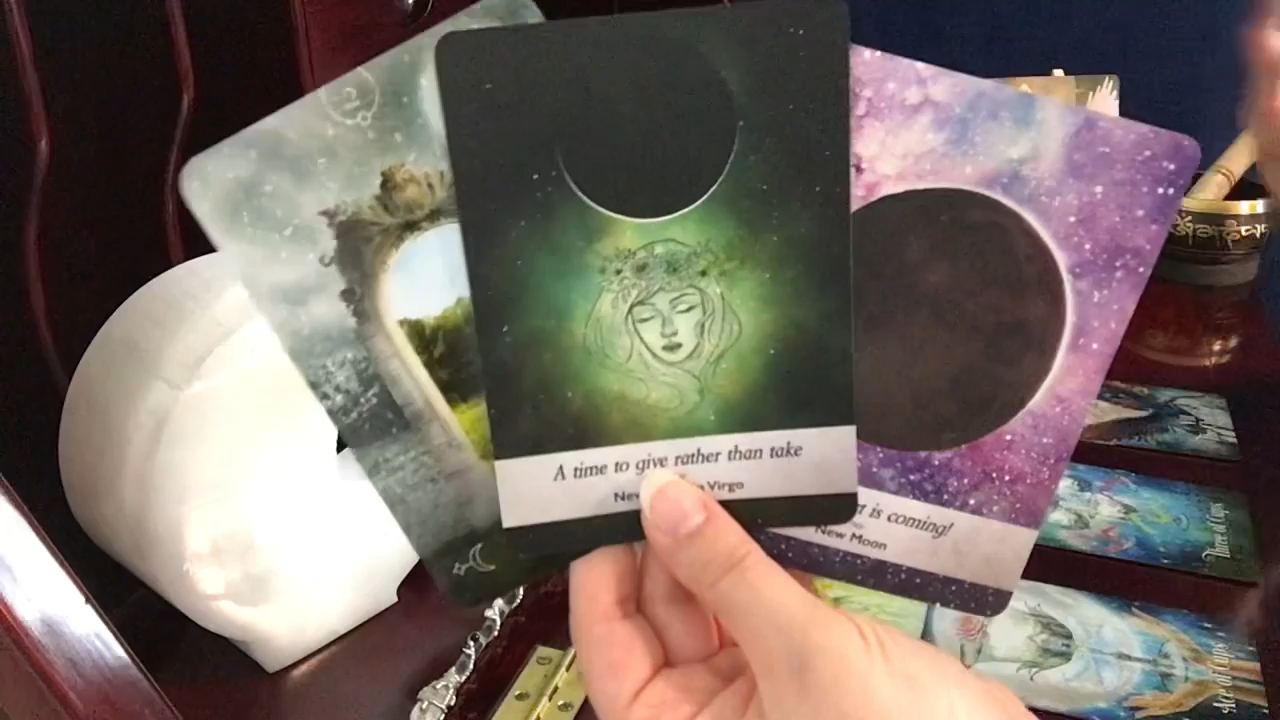 A time to give rather than take
Virgo
is coming!
New Moon
Three of Cups
Ace of Cups